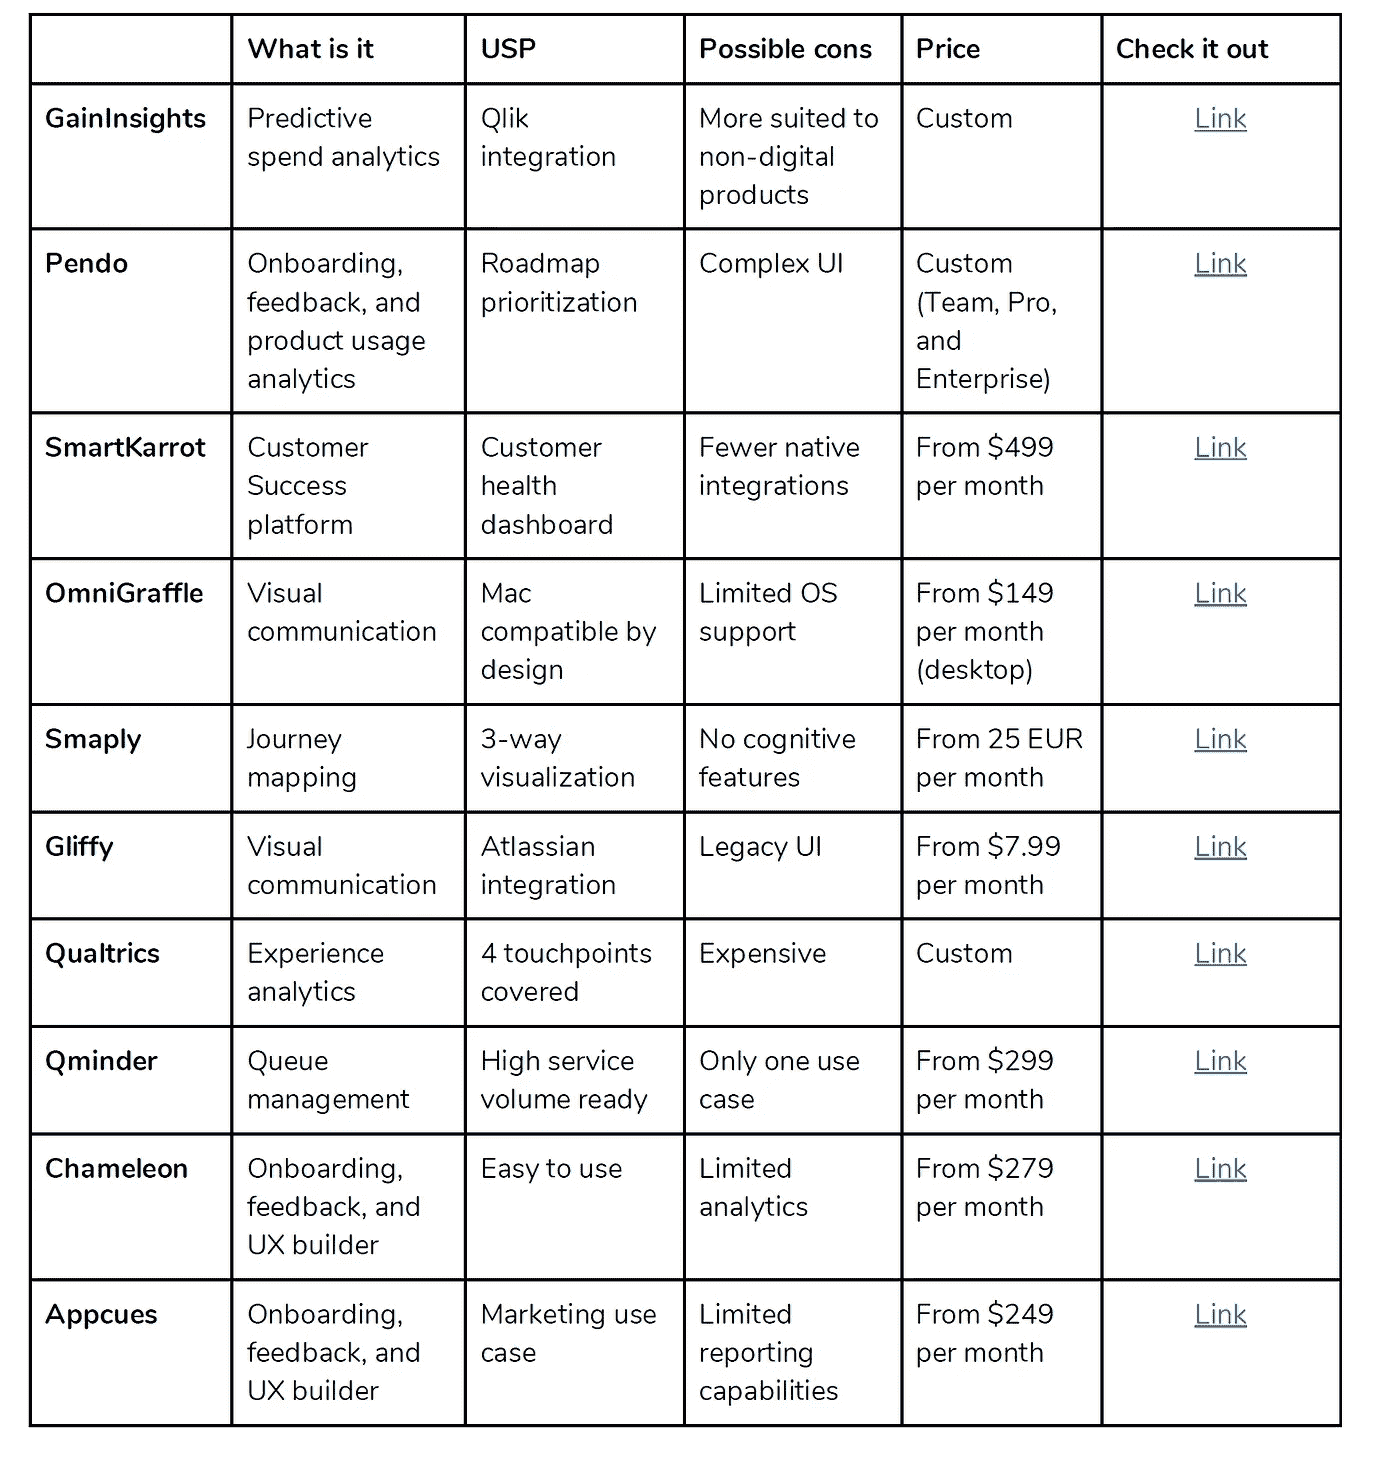 What is it
USP
Possible cons
Price
Check it out
GainInsights
Predictive
spend analytics
Qlik
integration
More suited to
non-digital
products
Custom
Link
Pendo
Onboarding,
feedback, and
product usage
analytics
Roadmap
prioritization
Complex UI
Custom
(Team, Pro,
and
Enterprise)
Link
SmartKarrot
Customer
Success
platform
Customer
health
dashboard
Fewer native
integrations
From $499
per month
Link
OmniGraffle
Visual
communication
Mac
compatible by
design
Limited OS
support
From $149
per month
(desktop)
Link
Smaply
Journey
mapping
3-way
visualization
No cognitive
features
From 25 EUR
per month
Link
Gliffy
Visual
communication
Atlassian
integration
Legacy UI
From $7.99
per month
Link
Qualtrics
Experience
analytics
4 touchpoints
covered
Expensive
Custom
Link
Qminder
Queue
management
High service
volume ready
Only one use
case
From $299
per month
Link
Chameleon
Onboarding,
feedback, and
UX builder
Easy to use
Limited
analytics
From $279
per month
Link
Appcues
Onboarding,
feedback, and
UX builder
Marketing use
case
Limited
reporting
capabilities
From $249
per month
Link